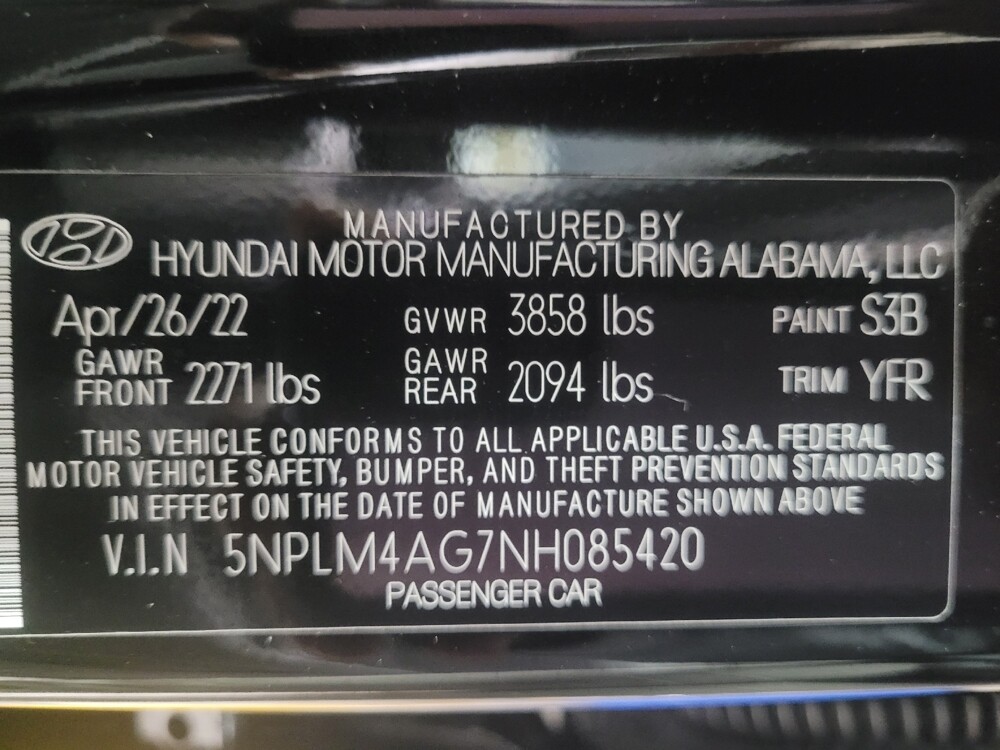 MANUFACTURED BY
HYUNDAI MOTOR MANUFACTURING ALABAMA, LLC
Apr/26/22 GVWR 3858 lbs PAINT S3B
GAWR FRONT 2271 lbs GAWR REAR 2094 lbs TRIM YFR
THIS VEHICLE CONFORMS TO ALL APPLICABLE U.S.A. FEDERAL
MOTOR VEHICLE SAFETY, BUMPER, AND THEFT PREVENTION STANDARDS
IN EFFECT ON THE DATE OF MANUFACTURE SHOWN ABOVE
V.I.N 5NPLM4AG7NH085420
PASSENGER CAR